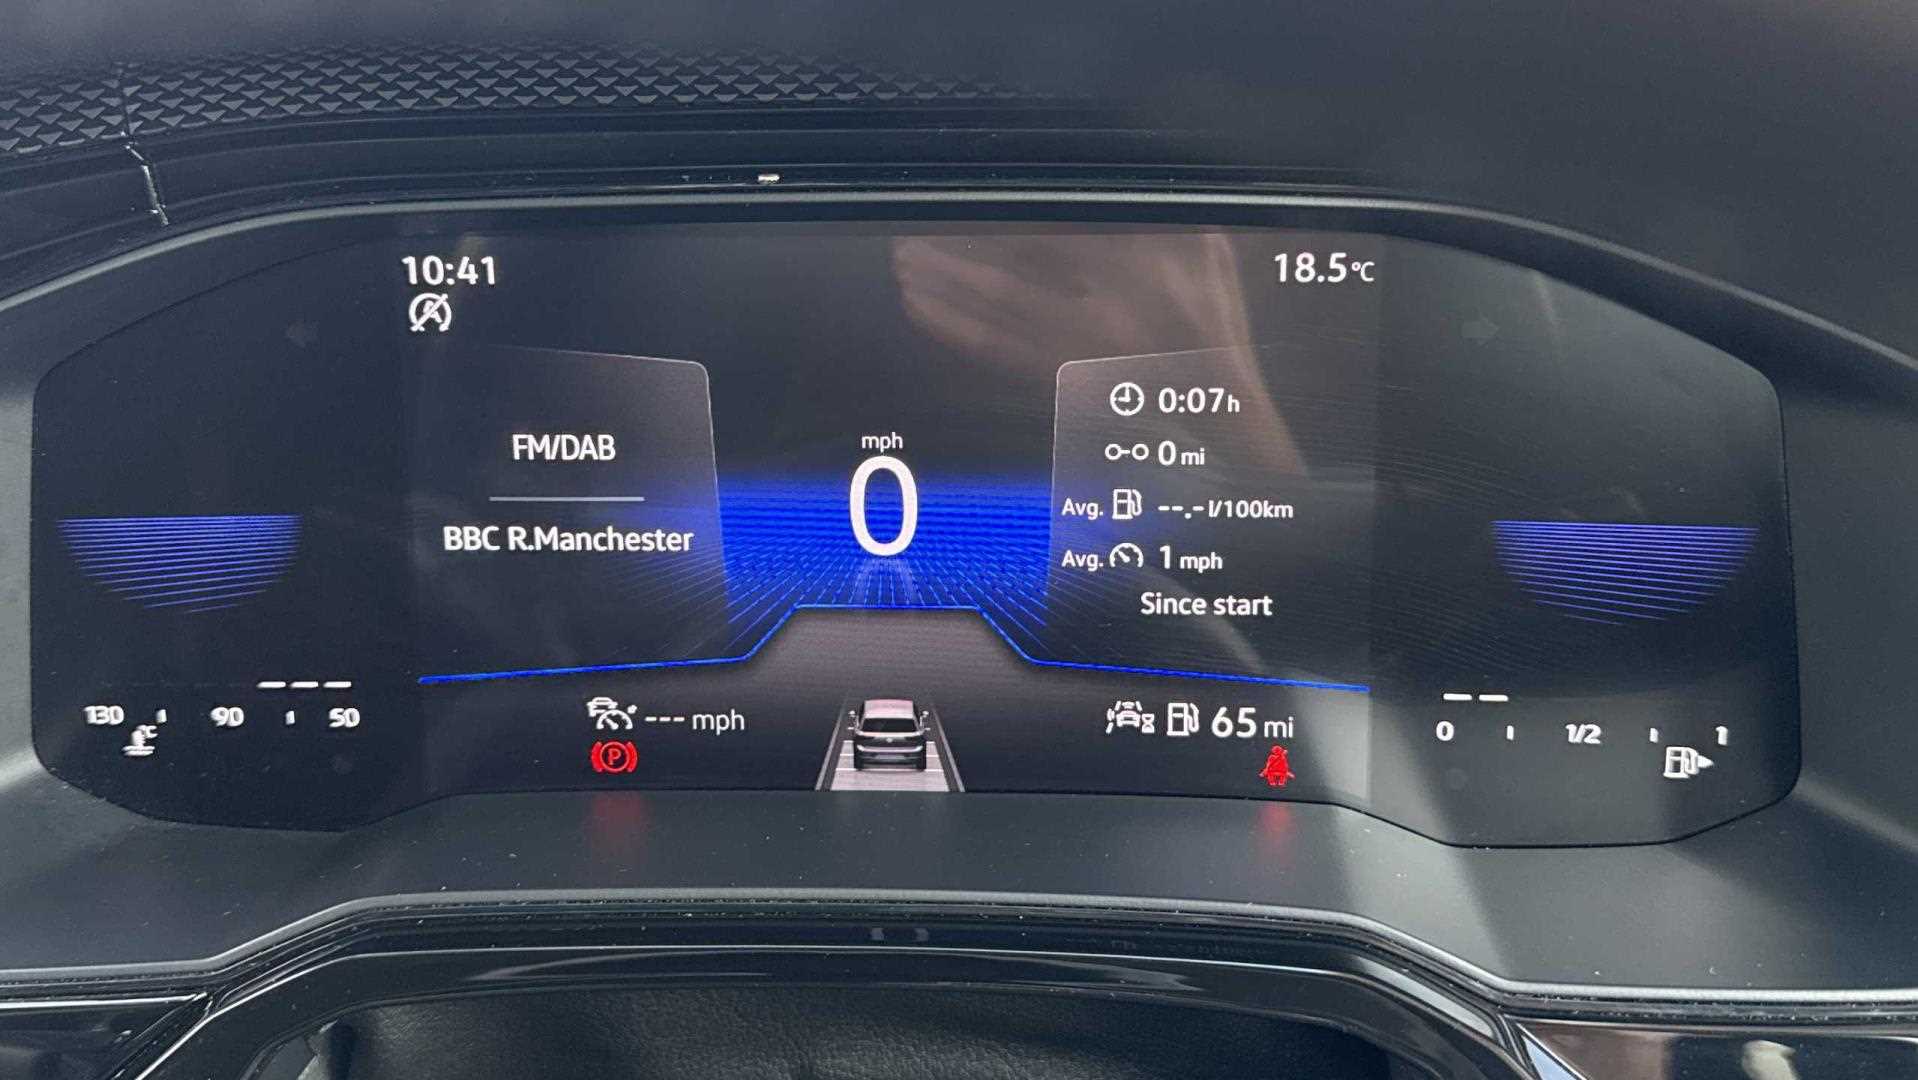 10:41
18.5°C
FM/DAB
BBC R.Manchester
mph
0
0:07h
0 mi
Avg. --.- l/100km
Avg. 1 mph
Since start
130 90 50
°C
--- mph
P
65 mi
0 1/2 1